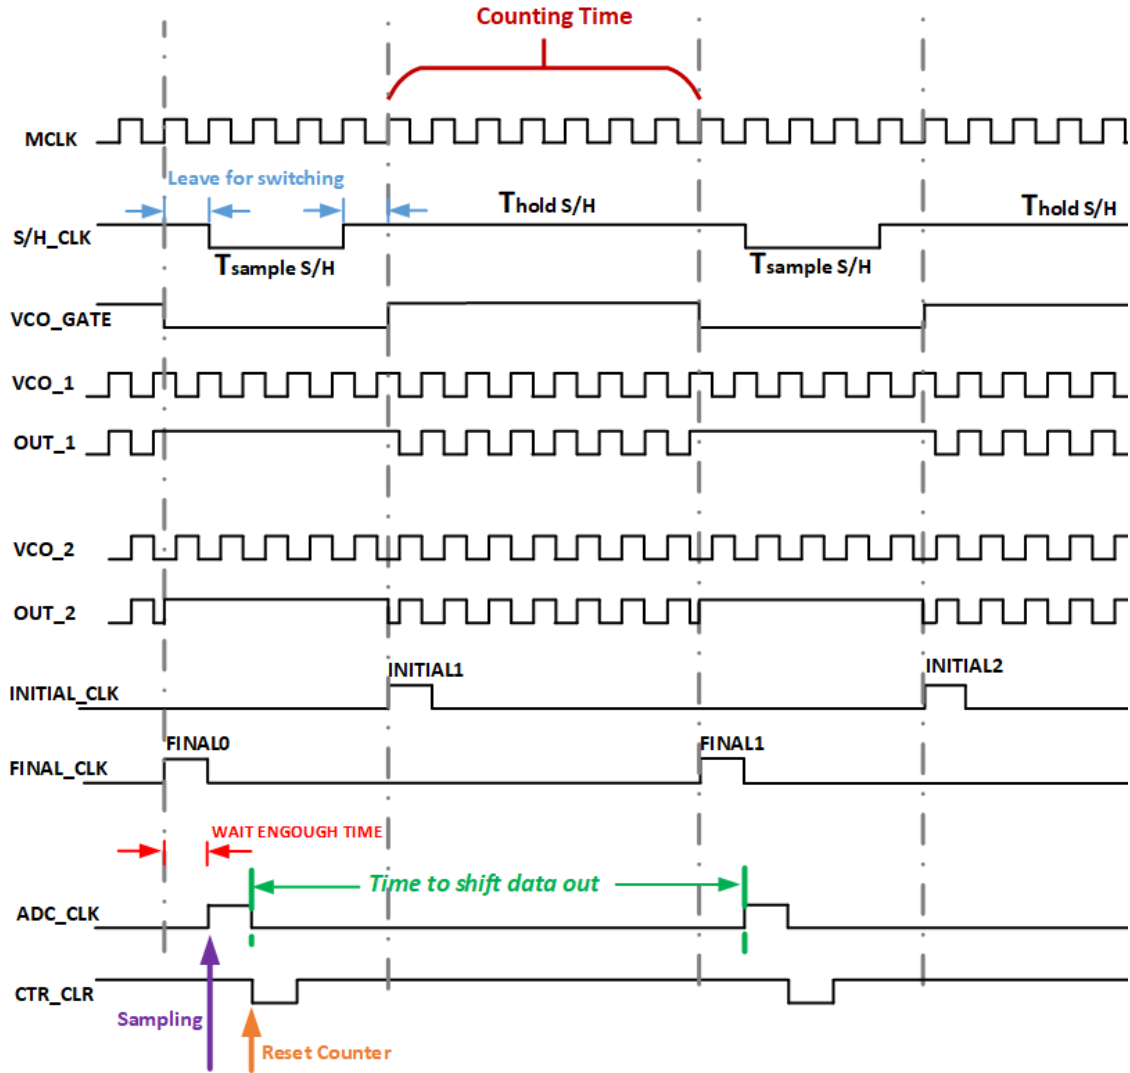 Counting Time
MCLK
Leave for switching
Thold S/H
Thold S/H
S/H_CLK
Tsample S/H
Tsample S/H
VCO_GATE
VCO_1
OUT_1
VCO_2
OUT_2
INITIAL1
INITIAL2
INITIAL_CLK
FINAL0
FINAL1
FINAL_CLK
WAIT ENGOUGH TIME
Time to shift data out
ADC_CLK
CTR_CLR
Sampling
Reset Counter